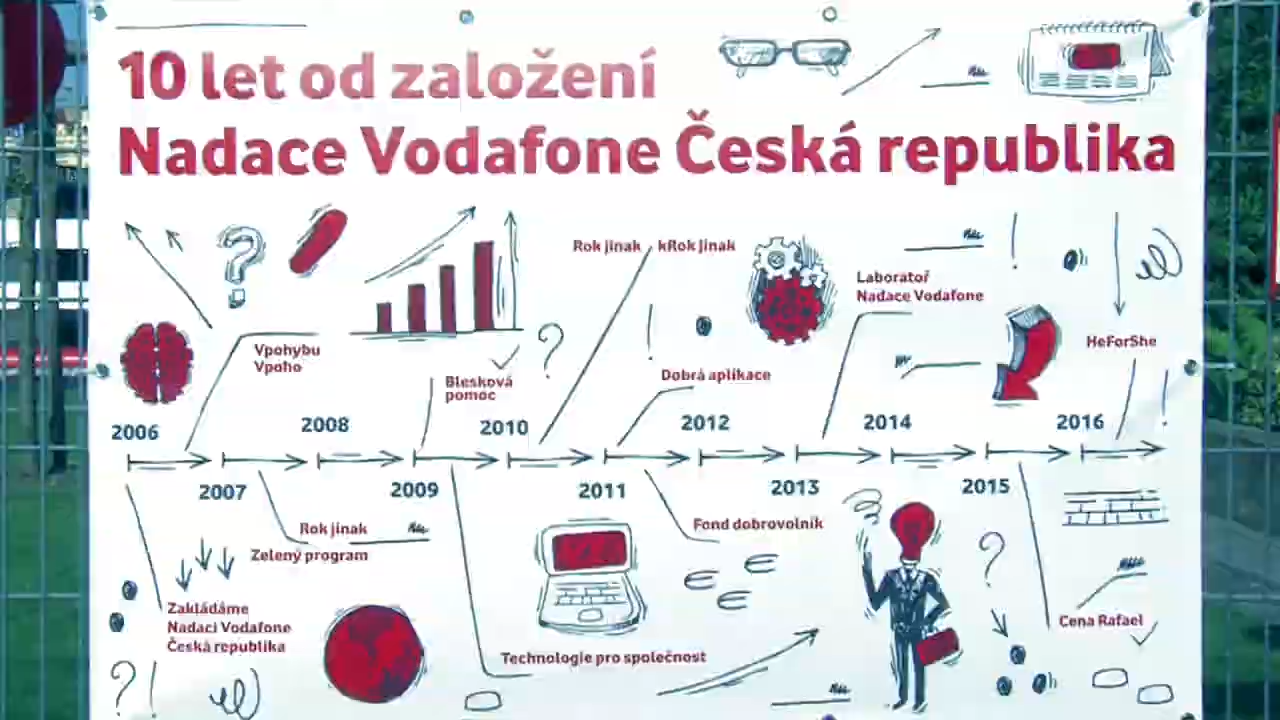 10 let od založení
Nadace Vodafone Česká republika
Rok jinak
kRok jinak
Laboratoř
Nadace Vodafone
HeForShe
Vpohybu
Vpoho
Blesková
pomoc
Dobrá aplikace
2006
2008
2010
2012
2014
2016
2007
2009
2011
2013
2015
Rok jinak
Zelený program
Fond dobrovolník
Zakládáme
Nadaci Vodafone
Česká republika
Technologie pro společnost
Cena Rafael